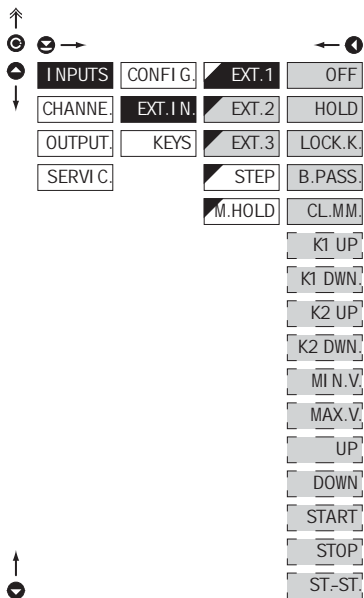 INPUTS CONFIG. EXT.1 OFF
CHANNE. EXT.IN. EXT.2 HOLD
OUTPUT. KEYS EXT.3 LOCK.K.
SERVIC. STEP B.PASS.
M.HOLD CL.MM.
K1 UP
K1 DWN.
K2 UP
K2 DWN.
MIN.V.
MAX.V.
UP
DOWN
START
STOP
ST.-ST.